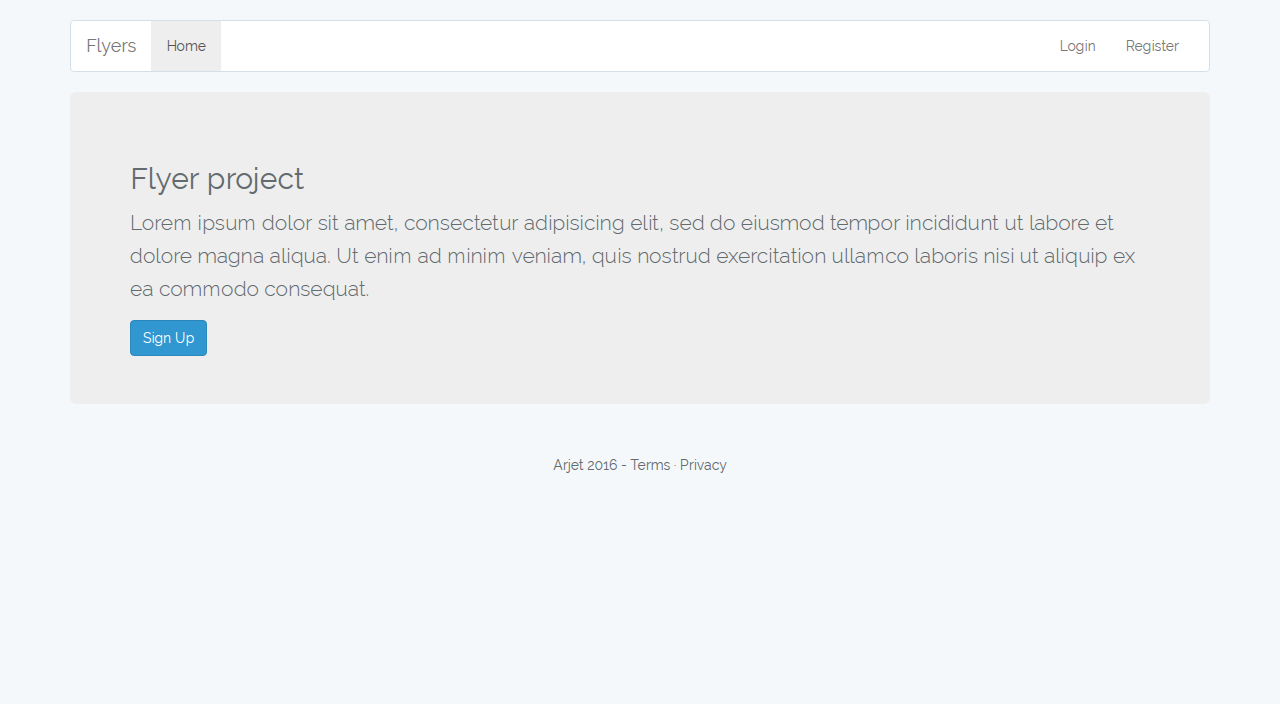 Flyers Home Login Register
Flyer project
Lorem ipsum dolor sit amet, consectetur adipisicing elit, sed do eiusmod tempor incididunt ut labore et
dolore magna aliqua. Ut enim ad minim veniam, quis nostrud exercitation ullamco laboris nisi ut aliquip ex
ea commodo consequat.
Sign Up
Arjet 2016 - Terms · Privacy